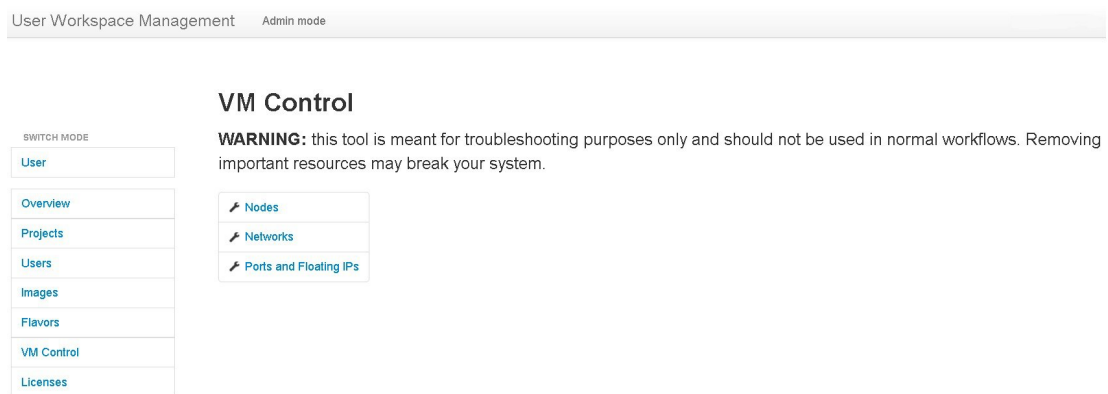 User Workspace Management Admin mode
VM Control
WARNING: this tool is meant for troubleshooting purposes only and should not be used in normal workflows. Removing
important resources may break your system.
SWITCH MODE
User
Overview
Projects
Users
Images
Flavors
VM Control
Licenses
Nodes
Networks
Ports and Floating IPs